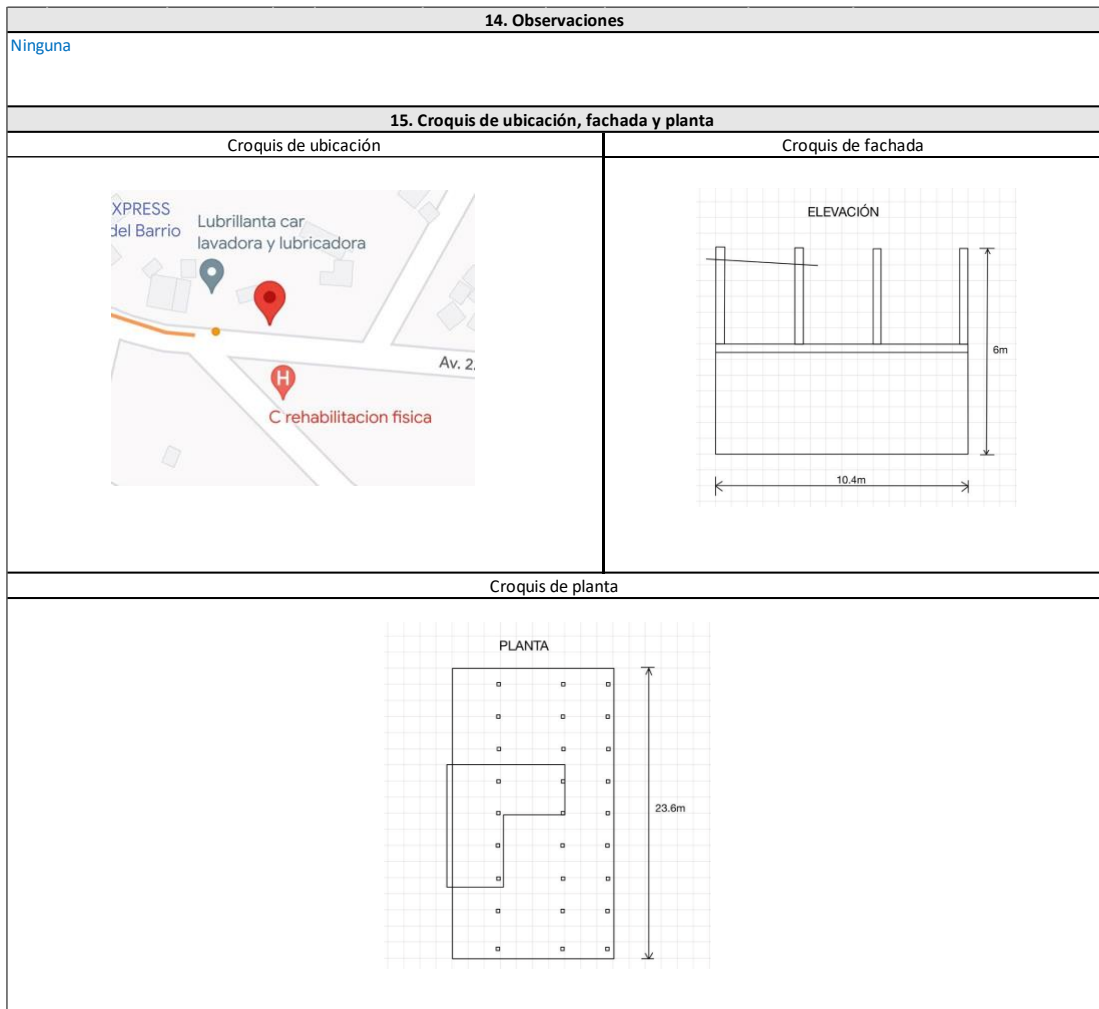 14. Observaciones
Ninguna
15. Croquis de ubicación, fachada y planta
Croquis de ubicación
Croquis de fachada
XPRESS
del Barrio
Lubrillanta car
lavadora y lubricadora
Av. 2
H
C rehabilitacion fisica
ELEVACIÓN
6m
10.4m
Croquis de planta
PLANTA
23.6m